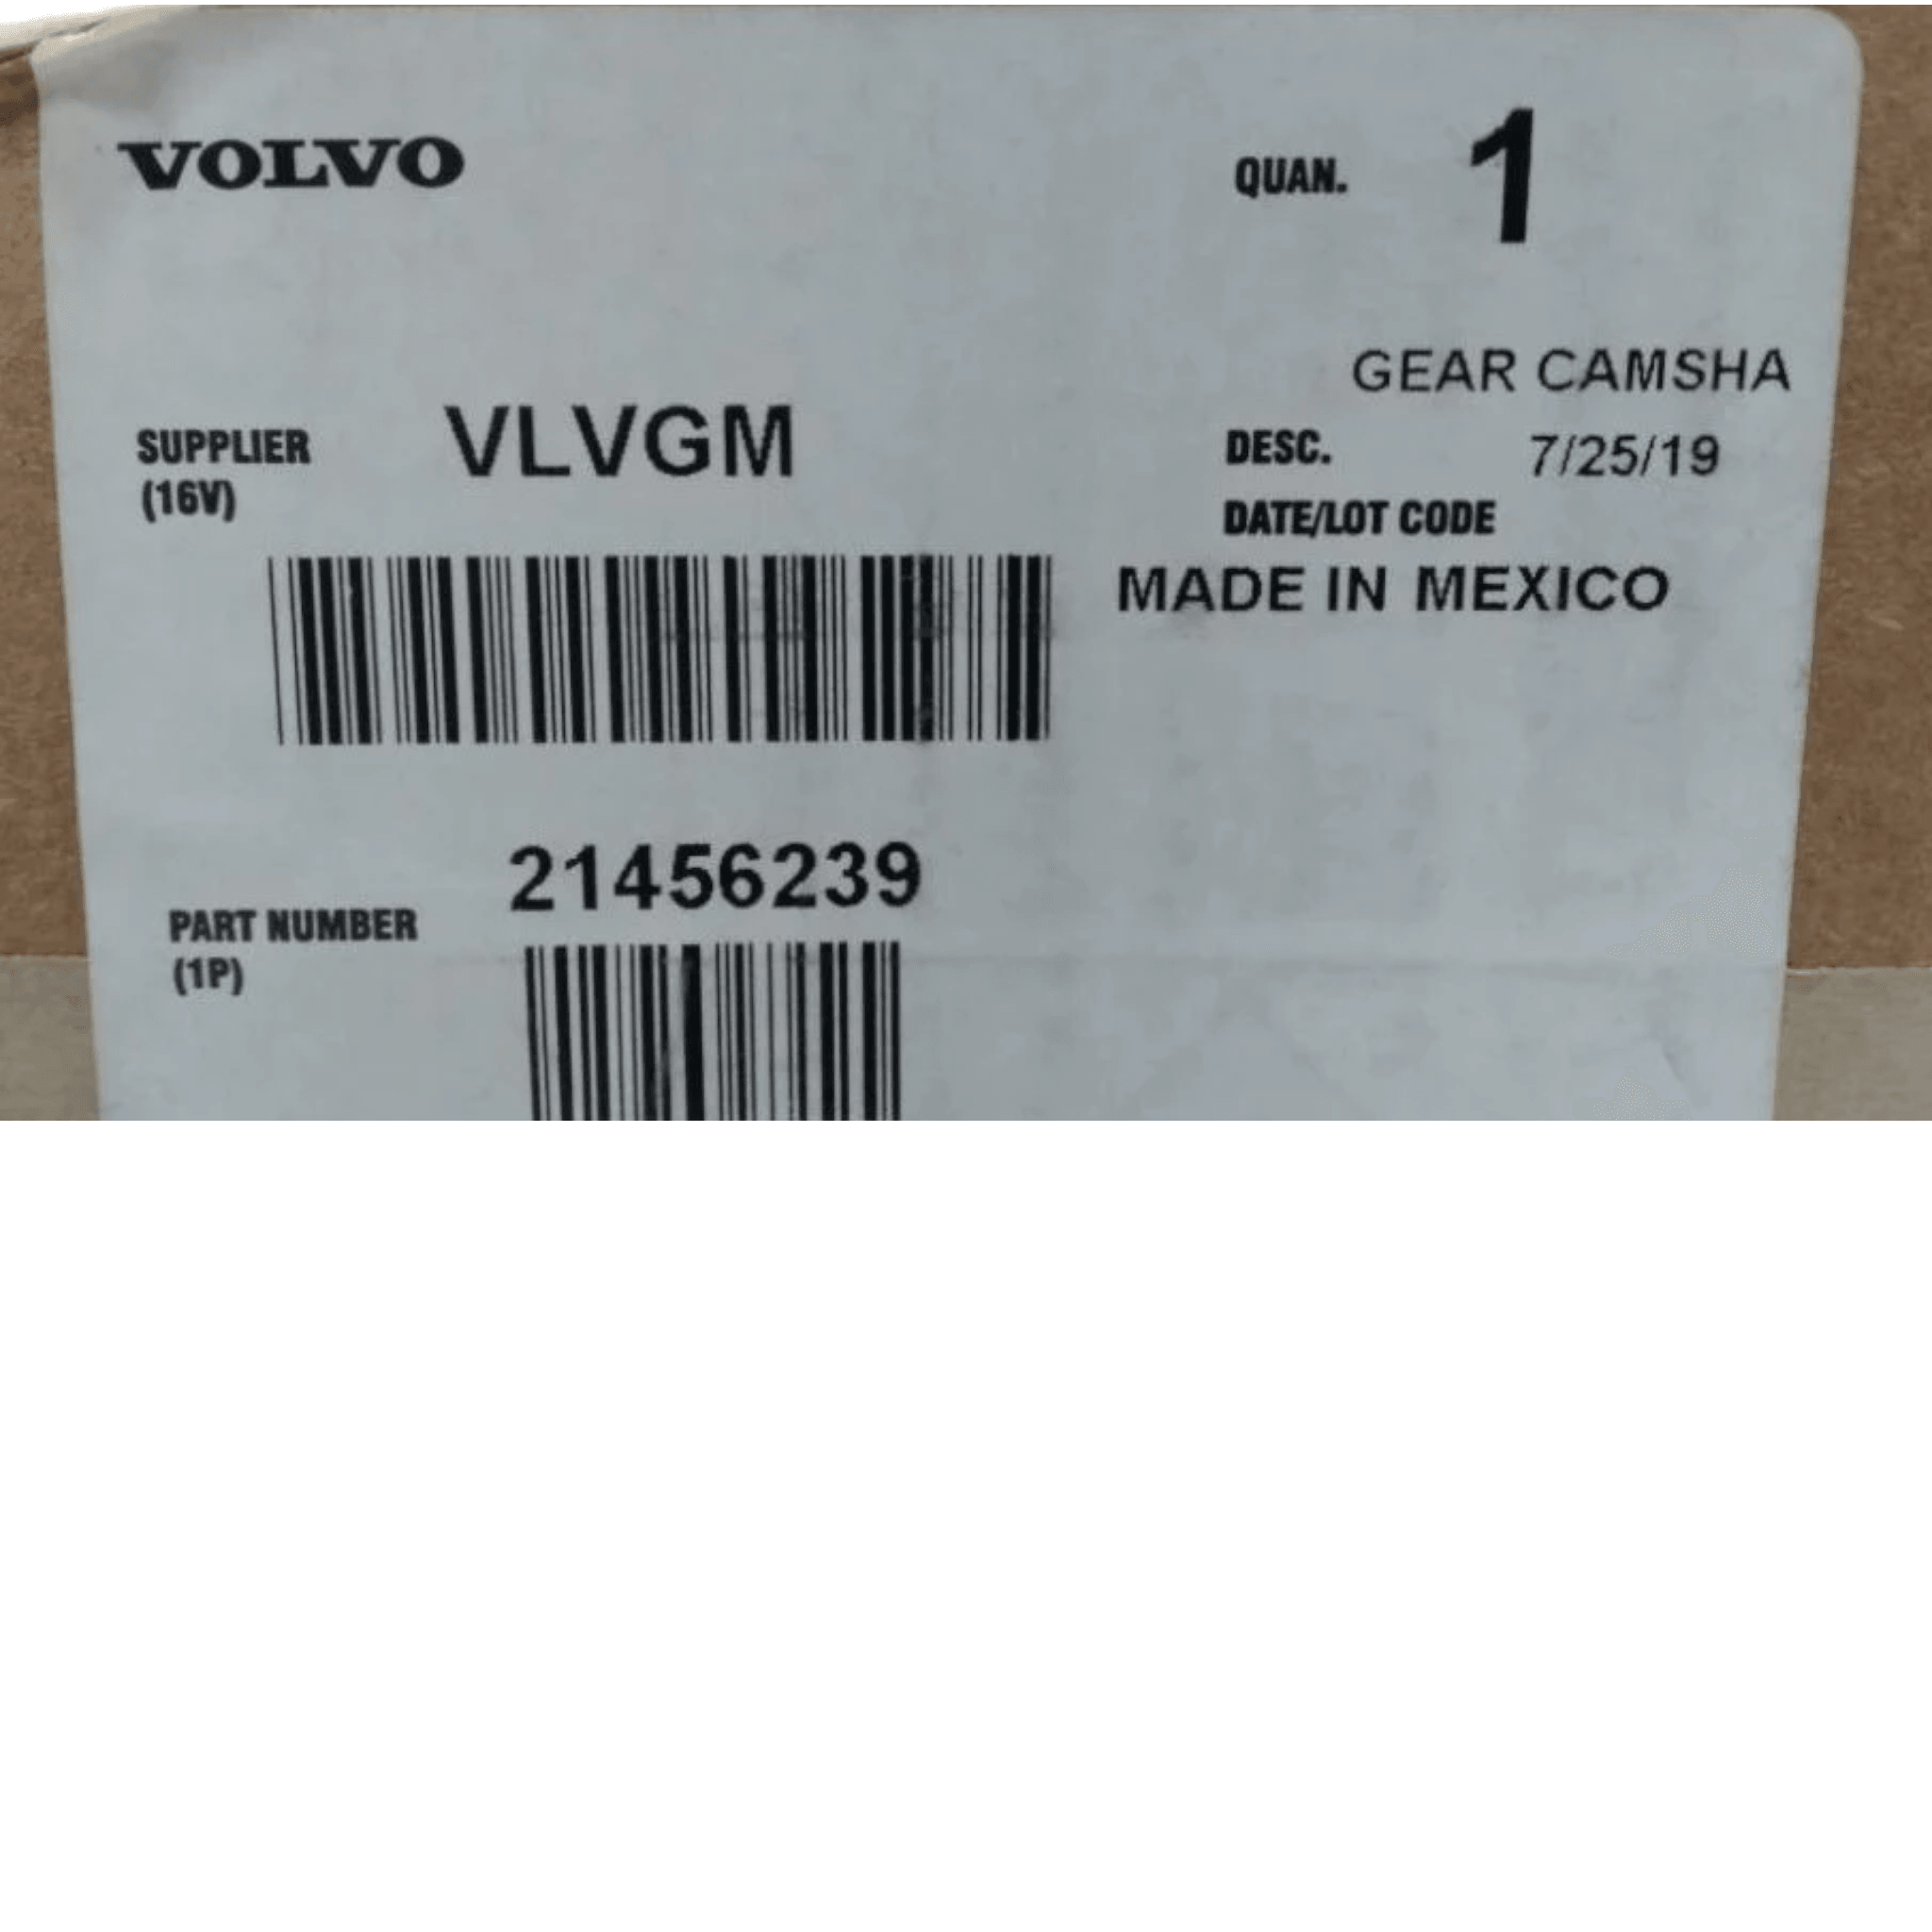 VOLVO
QUAN. 1
GEAR CAMSHA
SUPPLIER VLVGM
(16V)
DESC. 7/25/19
DATE/LOT CODE
MADE IN MEXICO
21456239
PART NUMBER
(1P)